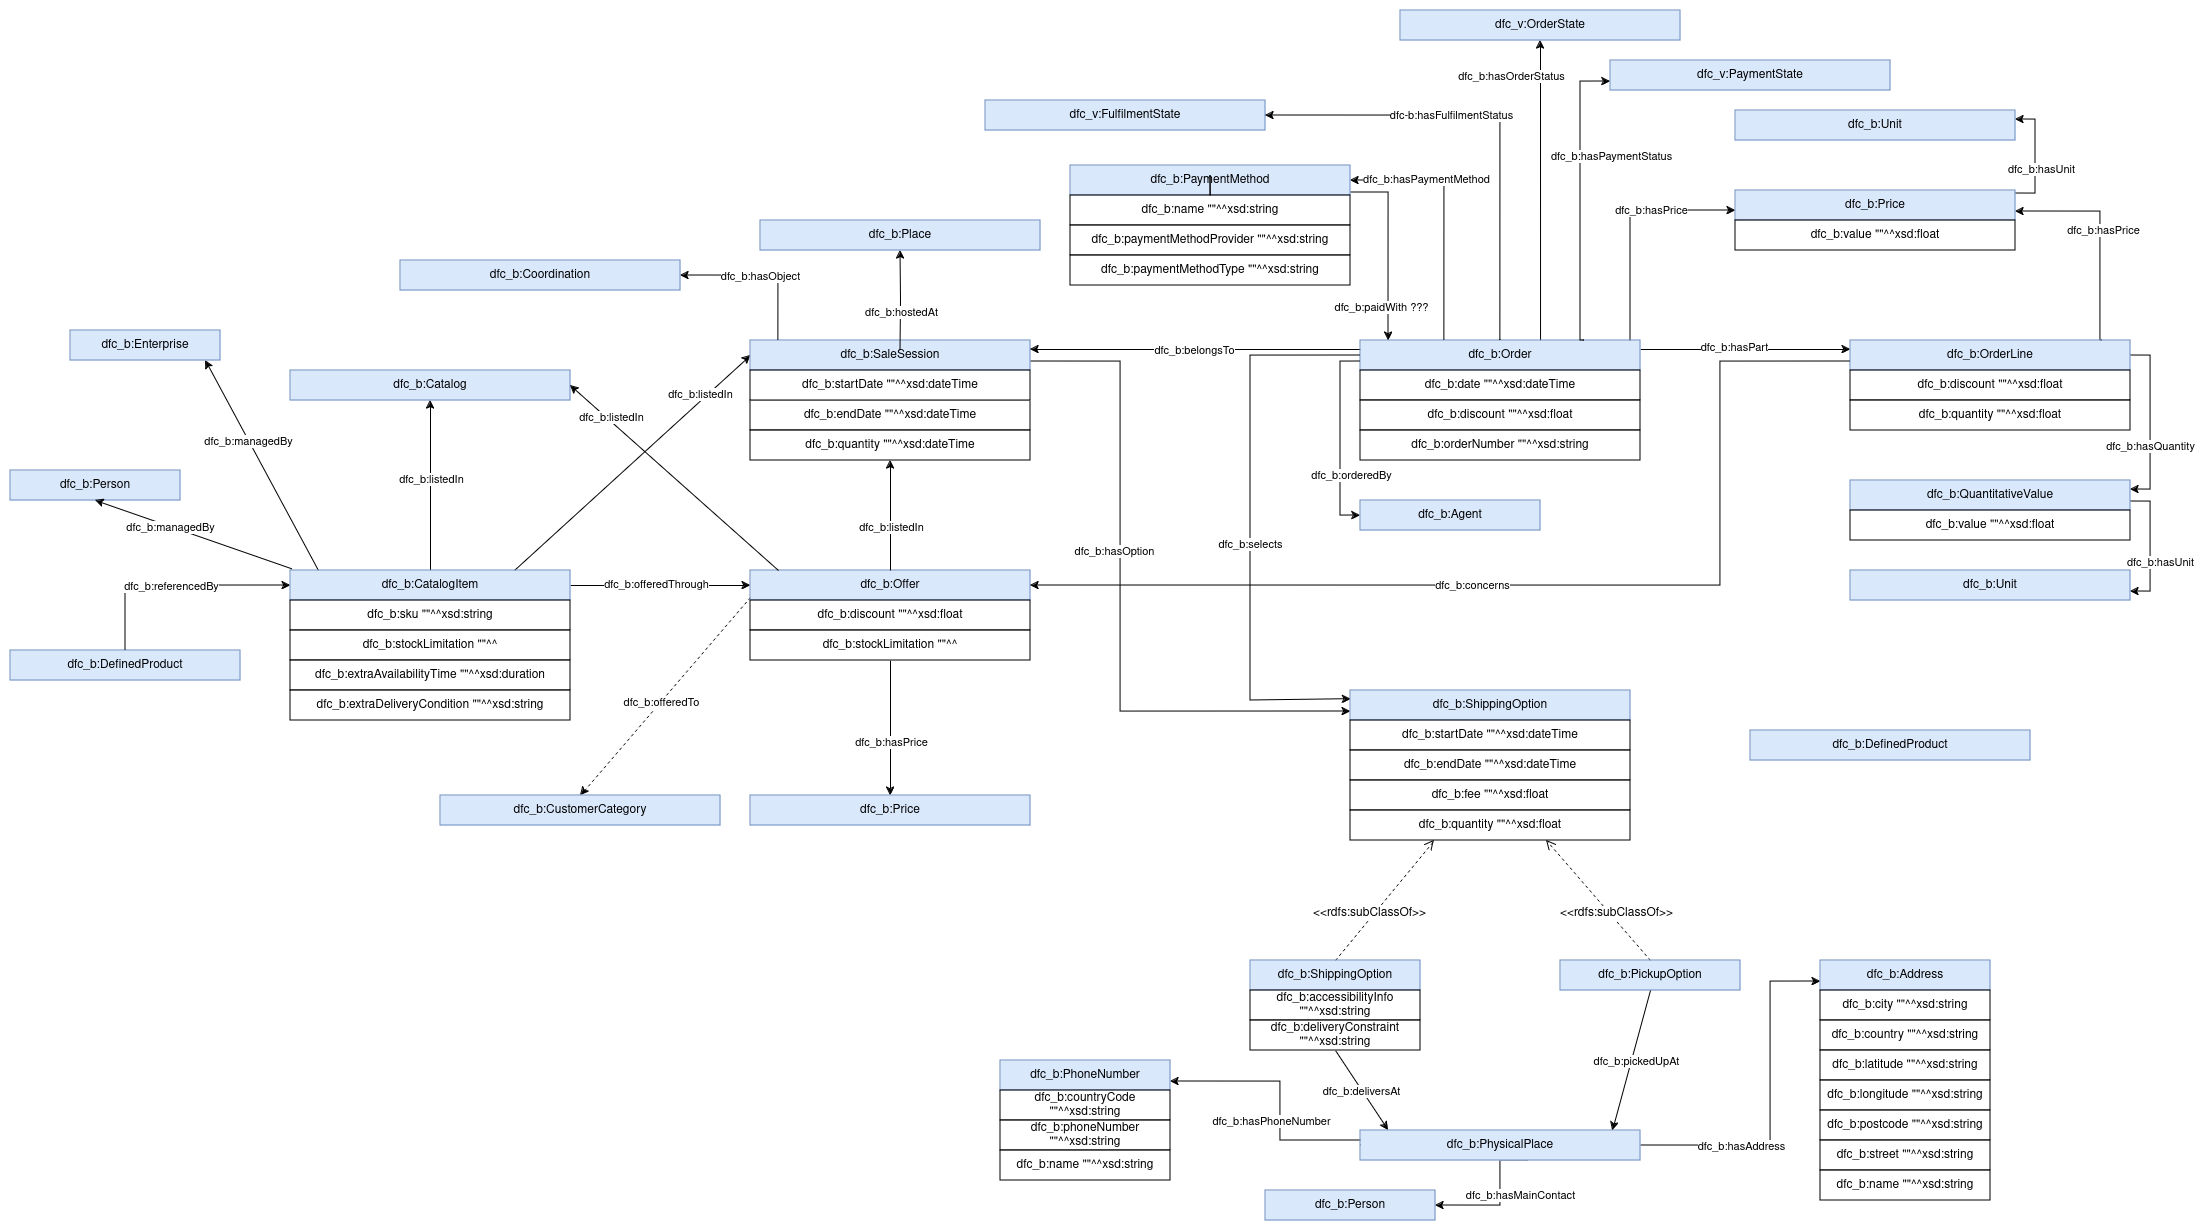 dfc_v:OrderState
dfc_b:hasOrderStatus
dfc_v:PaymentState
dfc_v:FulfilmentState
dfc-b:hasFulfilmentStatus
dfc_b:Unit
dfc_b:hasPaymentStatus
dfc_b:hasUnit
dfc_b:PaymentMethod
dfc_b:hasPaymentMethod
dfc_b:name ""^^xsd:string
dfc_b:paymentMethodProvider ""^^xsd:string
dfc_b:paymentMethodType ""^^xsd:string
dfc_b:hasPrice
dfc_b:Price
dfc_b:value ""^^xsd:float
dfc_b:hasPrice
dfc_b:Place
dfc_b:Coordination
dfc_b:hasObject
dfc_b:hostedAt
dfc_b:paidWith ???
dfc_b:Enterprise
dfc_b:SaleSession
dfc_b:startDate ""^^xsd:dateTime
dfc_b:endDate ""^^xsd:dateTime
dfc_b:quantity ""^^xsd:dateTime
dfc_b:belongsTo
dfc_b:Order
dfc_b:date ""^^xsd:dateTime
dfc_b:discount ""^^xsd:float
dfc_b:orderNumber ""^^xsd:string
dfc_b:hasPart
dfc_b:OrderLine
dfc_b:discount ""^^xsd:float
dfc_b:quantity ""^^xsd:float
dfc_b:Catalog
dfc_b:listedIn
dfc_b:listedIn
dfc_b:managedBy
dfc_b:hasQuantity
dfc_b:listedIn
dfc_b:orderedBy
dfc_b:Person
dfc_b:QuantitativeValue
dfc_b:value ""^^xsd:float
dfc_b:Agent
dfc_b:managedBy
dfc_b:listedIn
dfc_b:hasOption
dfc_b:selects
dfc_b:hasUnit
dfc_b:referencedBy
dfc_b:CatalogItem
dfc_b:sku ""^^xsd:string
dfc_b:stockLimitation ""^^
dfc_b:extraAvailabilityTime ""^^xsd:duration
dfc_b:extraDeliveryCondition ""^^xsd:string
dfc_b:offeredThrough
dfc_b:Offer
dfc_b:discount ""^^xsd:float
dfc_b:stockLimitation ""^^
dfc_b:concerns
dfc_b:Unit
dfc_b:DefinedProduct
dfc_b:offeredTo
dfc_b:hasPrice
dfc_b:ShippingOption
dfc_b:startDate ""^^xsd:dateTime
dfc_b:endDate ""^^xsd:dateTime
dfc_b:fee ""^^xsd:float
dfc_b:quantity ""^^xsd:float
dfc_b:DefinedProduct
dfc_b:CustomerCategory
dfc_b:Price
<<rdfs:subClassOf>>
<<rdfs:subClassOf>>
dfc_b:ShippingOption
dfc_b:accessibilityInfo
""^^xsd:string
dfc_b:deliveryConstraint
""^^xsd:string
dfc_b:PickupOption
dfc_b:Address
dfc_b:city ""^^xsd:string
dfc_b:country ""^^xsd:string
dfc_b:latitude ""^^xsd:string
dfc_b:longitude ""^^xsd:string
dfc_b:postcode ""^^xsd:string
dfc_b:street ""^^xsd:string
dfc_b:name ""^^xsd:string
dfc_b:pickedUpAt
dfc_b:deliversAt
dfc_b:PhoneNumber
dfc_b:countryCode
""^^xsd:string
dfc_b:phoneNumber
""^^xsd:string
dfc_b:name ""^^xsd:string
dfc_b:hasPhoneNumber
dfc_b:PhysicalPlace
dfc_b:hasAddress
dfc_b:hasMainContact
dfc_b:Person